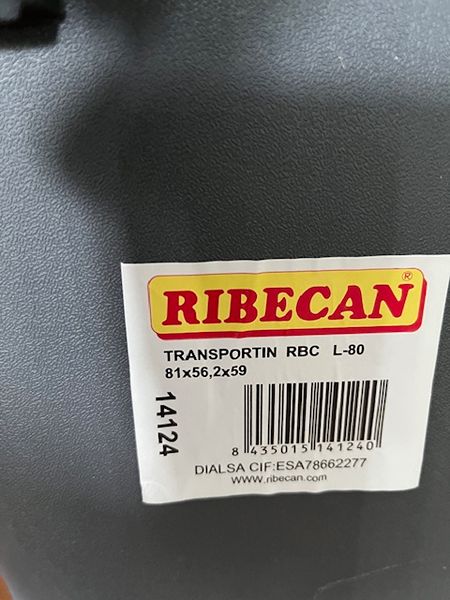 RIBECAN®
TRANSPORTIN RBC L-80
81x56,2x59
14124
8 435015 141240
DIALSA CIF:ESA78662277
www.ribecan.com